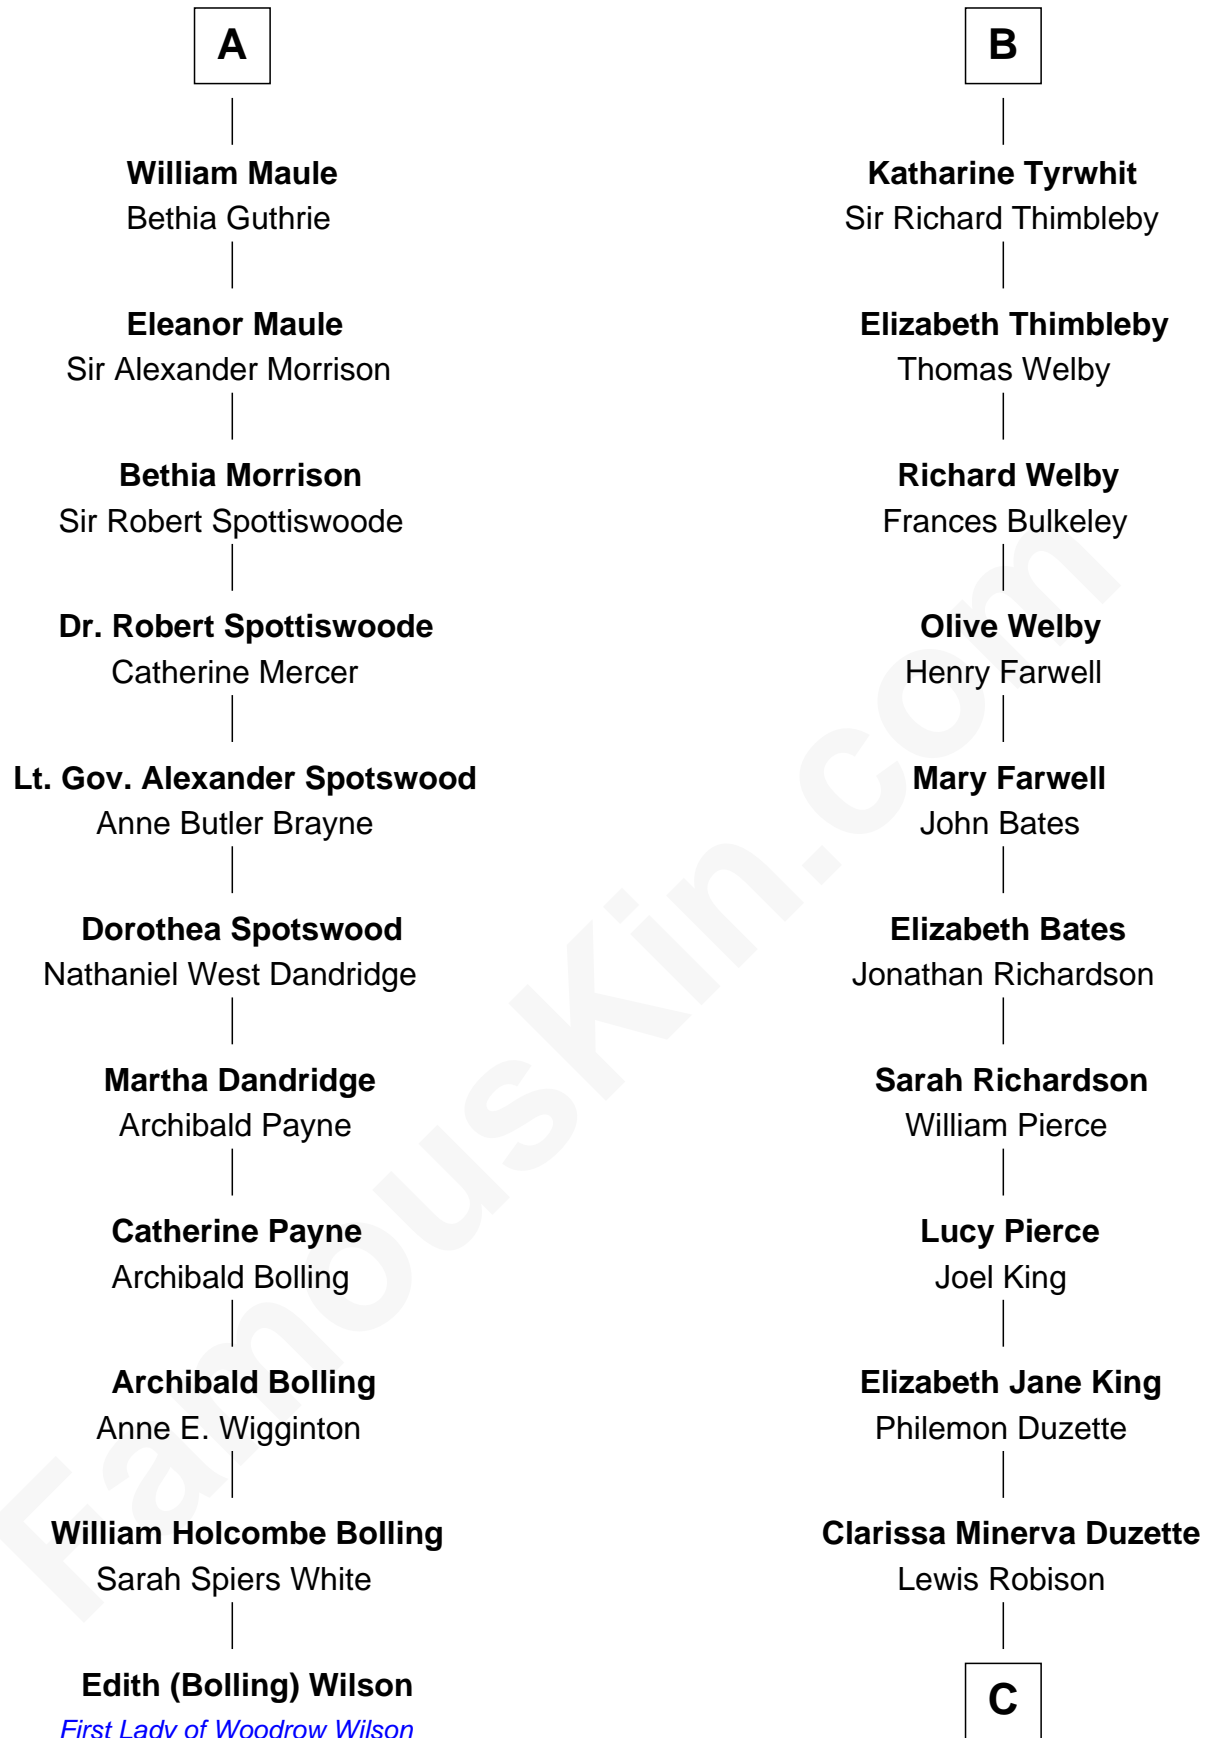 A
William Maule
Bethia Guthrie
Eleanor Maule
Sir Alexander Morrison
Bethia Morrison
Sir Robert Spottiswoode
Dr. Robert Spottiswoode
Catherine Mercer
Lt. Gov. Alexander Spotswood
Anne Butler Brayne
Dorothea Spotswood
Nathaniel West Dandridge
Martha Dandridge
Archibald Payne
Catherine Payne
Archibald Bolling
Archibald Bolling
Anne E. Wigginton
William Holcombe Bolling
Sarah Spiers White
Edith (Bolling) Wilson
First Lady of Woodrow Wilson
B
Katharine Tyrwhit
Sir Richard Thimbleby
Elizabeth Thimbleby
Thomas Welby
Richard Welby
Frances Bulkeley
Olive Welby
Henry Farwell
Mary Farwell
John Bates
Elizabeth Bates
Jonathan Richardson
Sarah Richardson
William Pierce
Lucy Pierce
Joel King
Elizabeth Jane King
Philemon Duzette
Clarissa Minerva Duzette
Lewis Robison
C
FamousKin.com